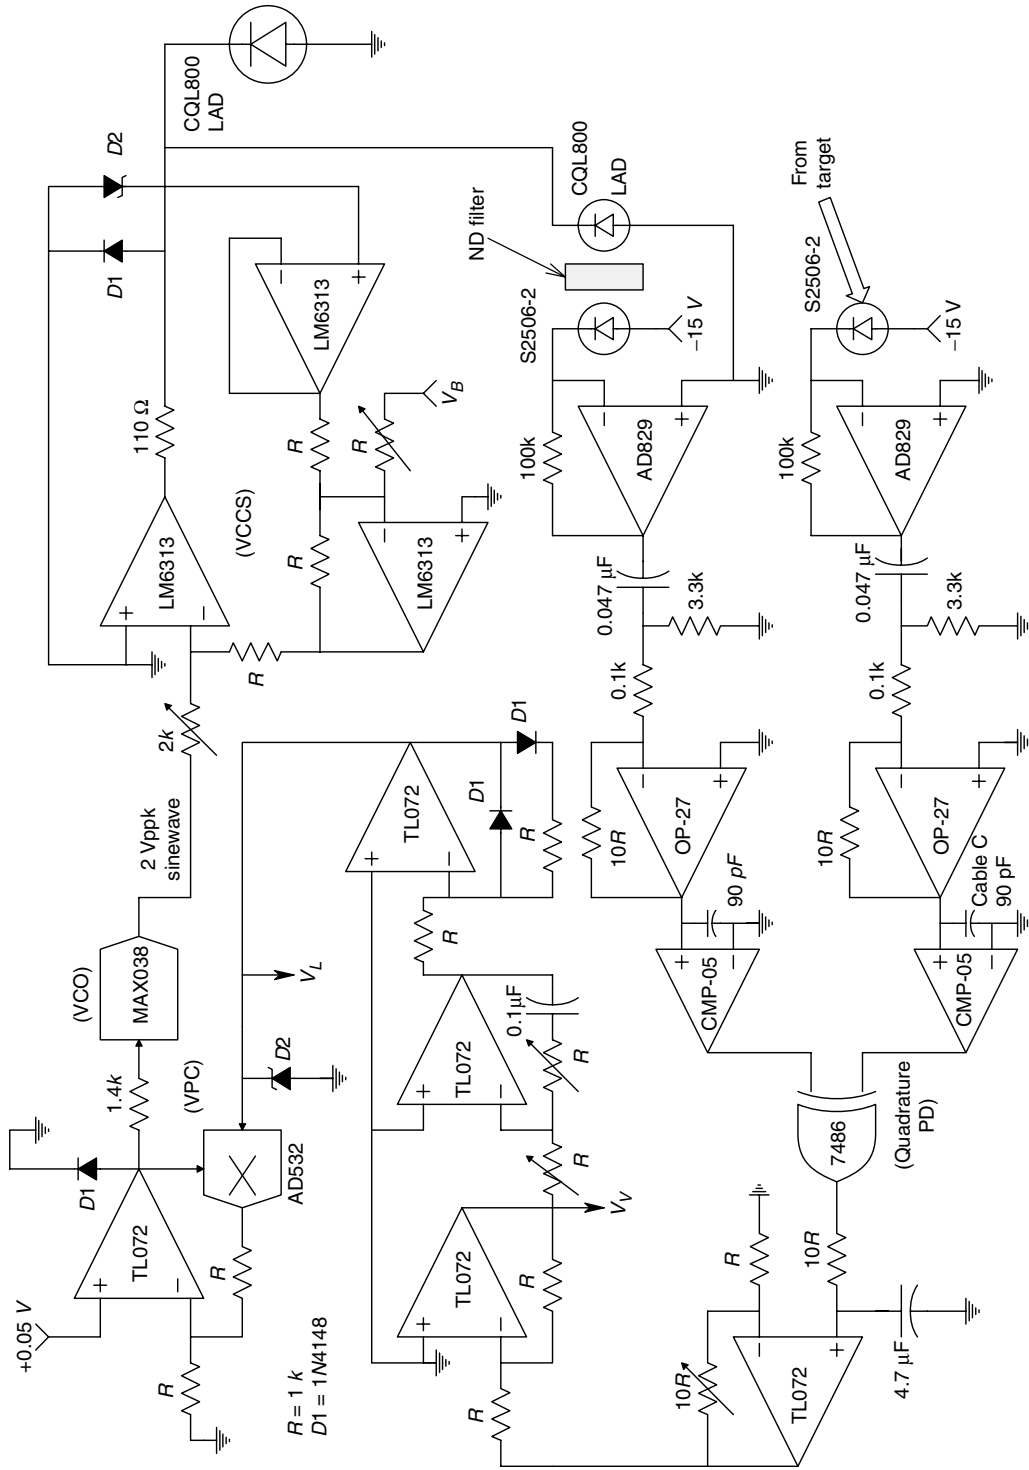 +0.05 V
TL072
+
−
D1
R
R
R = 1 k
D1 = 1N4148
1.4k
(VPC)
AD532
(VCO)
MAX038
D2
V_L
2 Vppk
sinewave
2k
LM6313
+
−
(VCCS)
R
110 Ω
D1
D2
CQL800
LAD
LM6313
−
+
R
R
R
V_B
LM6313
−
+
TL072
+
−
R
V_V
R
TL072
+
−
R
R
0.1µF
R
TL072
+
−
D1
D1
R
R
10R
TL072
−
+
R
10R
4.7 µF
7486
(Quadrature
PD)
CMP-05
+
−
90 pF
10R
OP-27
−
+
0.1k
3.3k
0.047 µF
100k
AD829
−
+
S2506-2
−15 V
ND filter
CQL800
LAD
CMP-05
+
−
Cable C
90 pF
10R
OP-27
−
+
0.1k
3.3k
0.047 µF
100k
AD829
−
+
S2506-2
−15 V
From
target